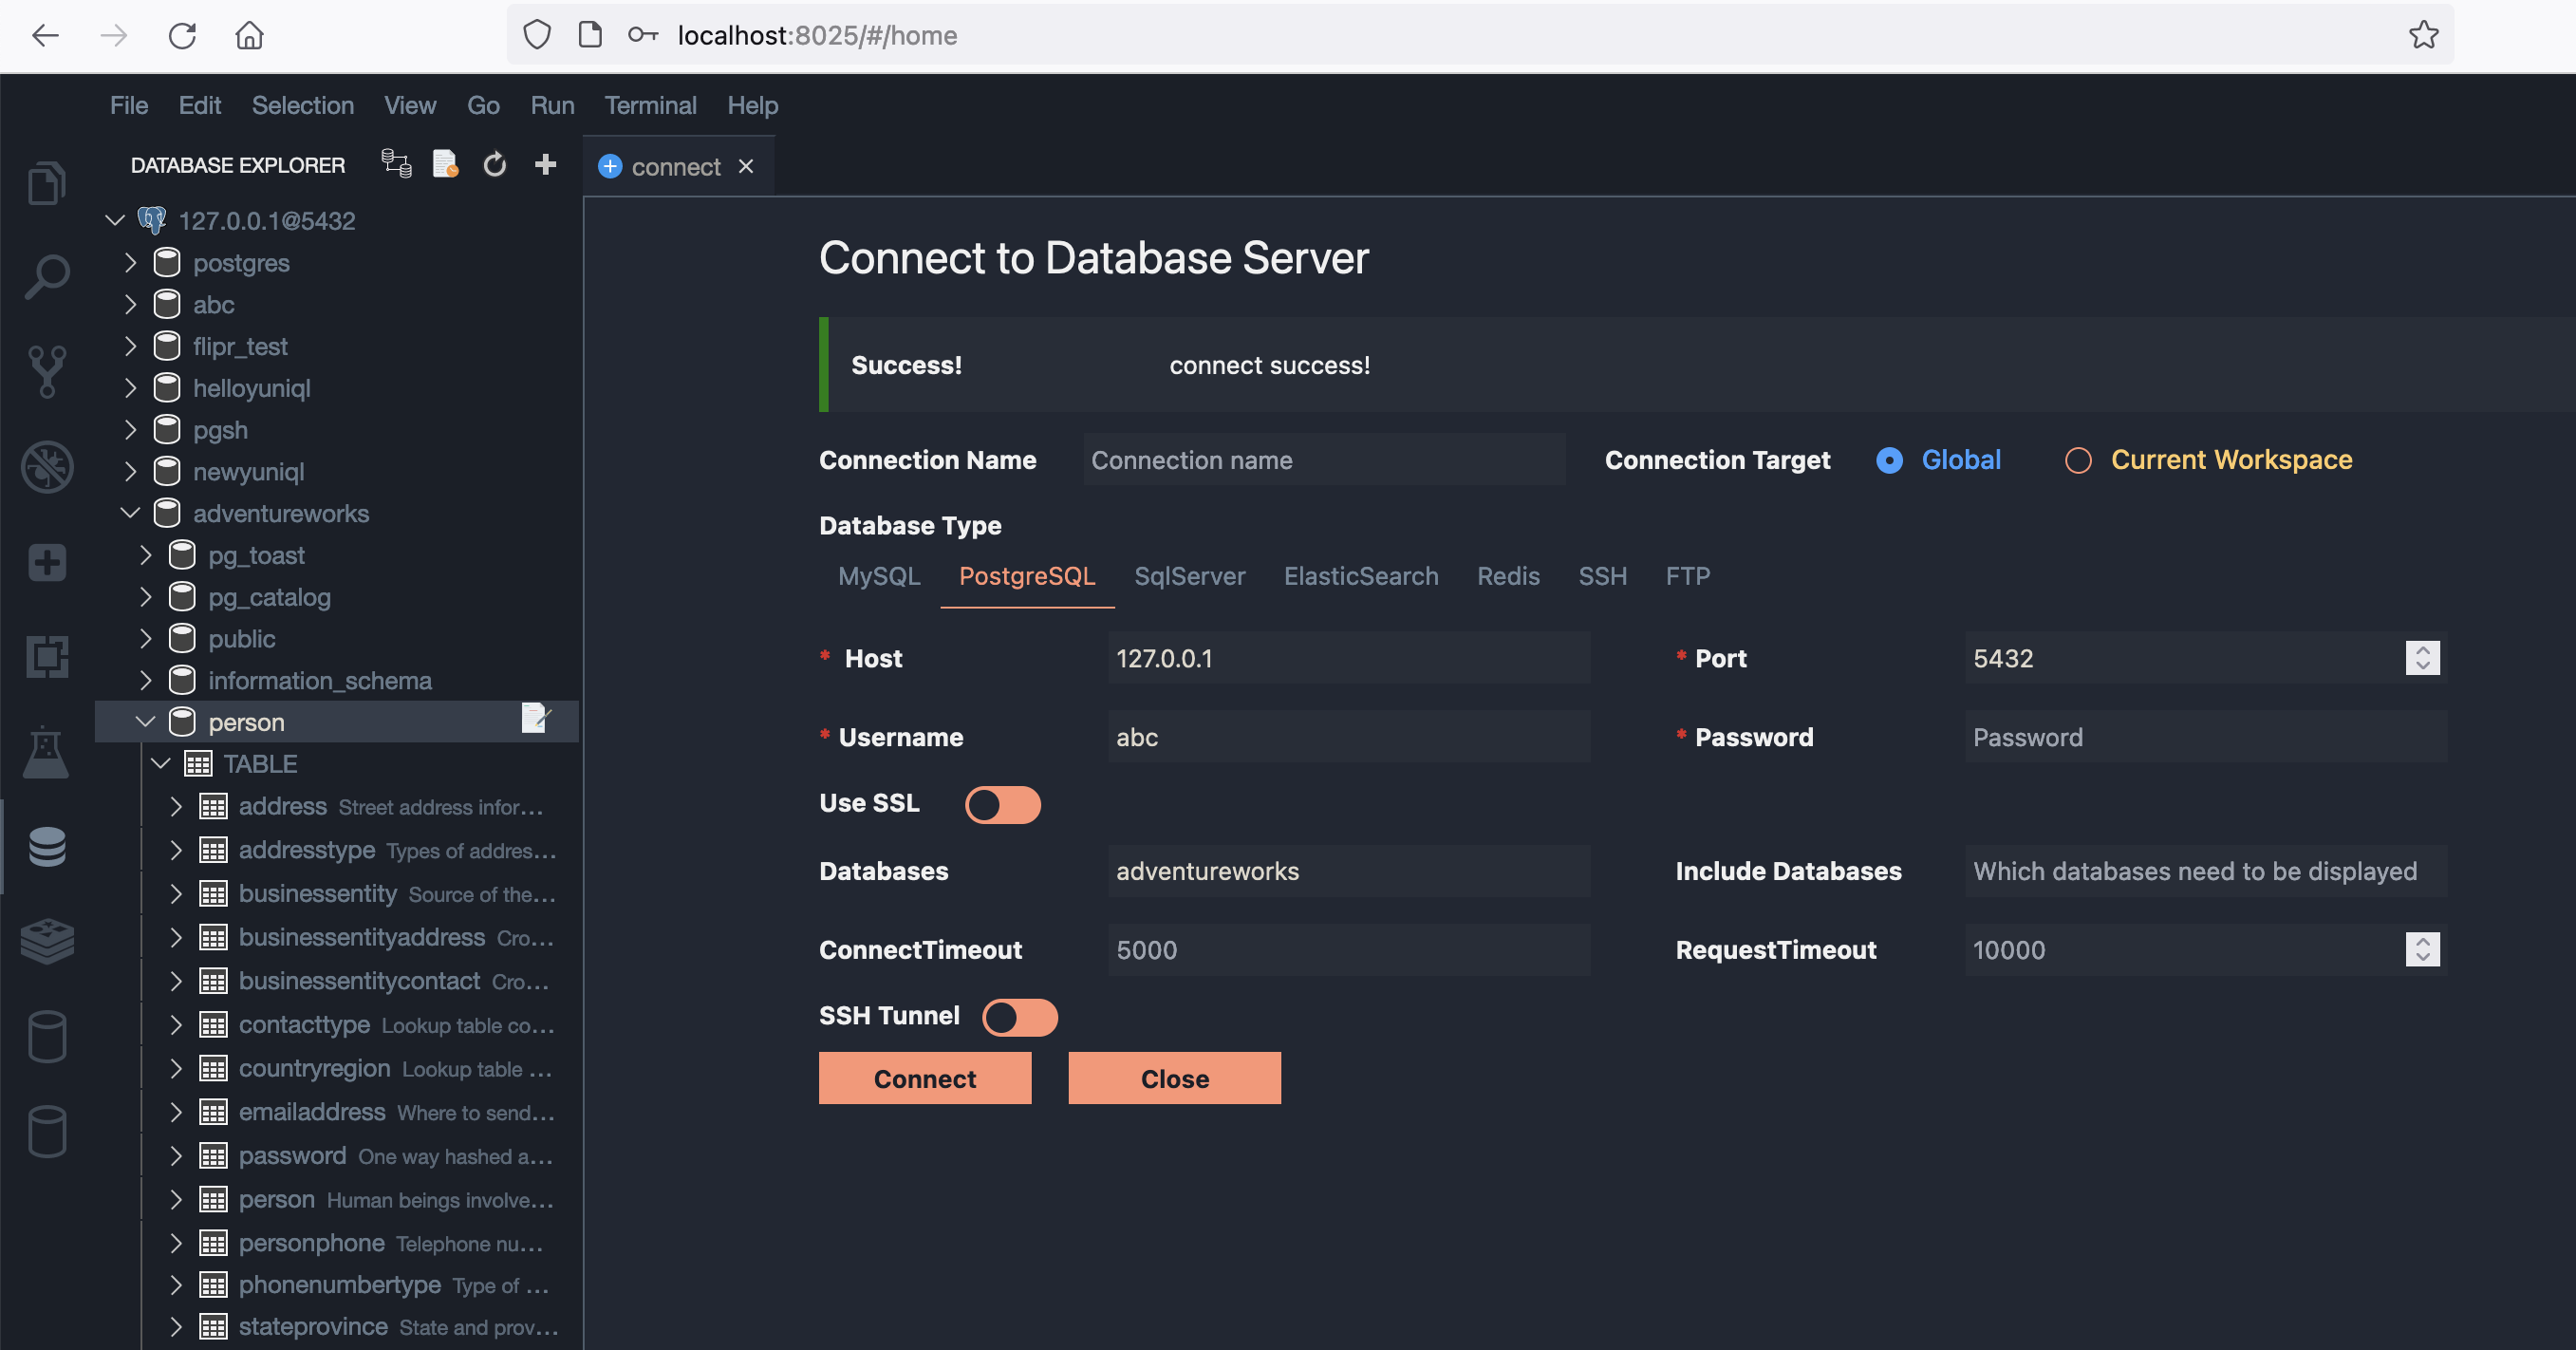 localhost:8025/#/home
File Edit Selection View Go Run Terminal Help
DATABASE EXPLORER
connect
127.0.0.1@5432
postgres
abc
flipr_test
helloyuniql
pgsh
newyuniql
adventureworks
pg_toast
pg_catalog
public
information_schema
person
TABLE
address Street address infor...
addresstype Types of addres...
businessentity Source of the...
businessentityaddress Cro...
businessentitycontact Cro...
contacttype Lookup table co...
countryregion Lookup table ...
emailaddress Where to send...
password One way hashed a...
person Human beings involve...
personphone Telephone nu...
phonenumbertype Type of ...
stateprovince State and prov...
Connect to Database Server
Success! connect success!
Connection Name Connection name Connection Target Global Current Workspace
Database Type
MySQL PostgreSQL SqlServer ElasticSearch Redis SSH FTP
* Host 127.0.0.1 * Port 5432
* Username abc * Password Password
Use SSL
Databases adventureworks Include Databases Which databases need to be displayed
ConnectTimeout 5000 RequestTimeout 10000
SSH Tunnel
Connect Close